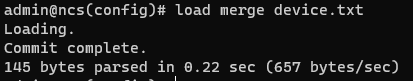 admin@ncs(config)# load merge device.txt
Loading.
Commit complete.
145 bytes parsed in 0.22 sec (657 bytes/sec)